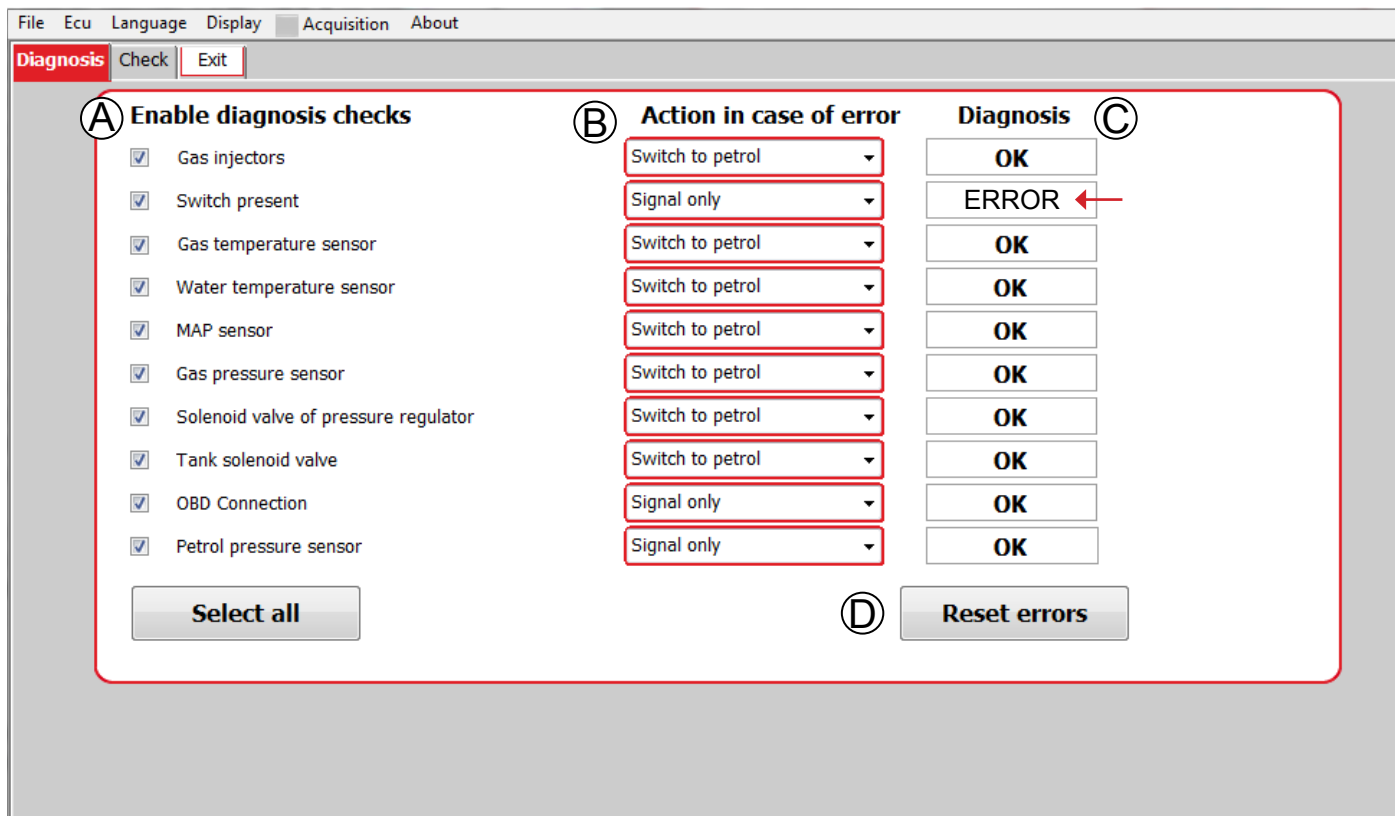 File Ecu Language Display Acquisition About
Diagnosis Check Exit
A Enable diagnosis checks B Action in case of error Diagnosis C
Gas injectors Switch to petrol OK
Switch present Signal only ERROR
Gas temperature sensor Switch to petrol OK
Water temperature sensor Switch to petrol OK
MAP sensor Switch to petrol OK
Gas pressure sensor Switch to petrol OK
Solenoid valve of pressure regulator Switch to petrol OK
Tank solenoid valve Switch to petrol OK
OBD Connection Signal only OK
Petrol pressure sensor Signal only OK
Select all D Reset errors